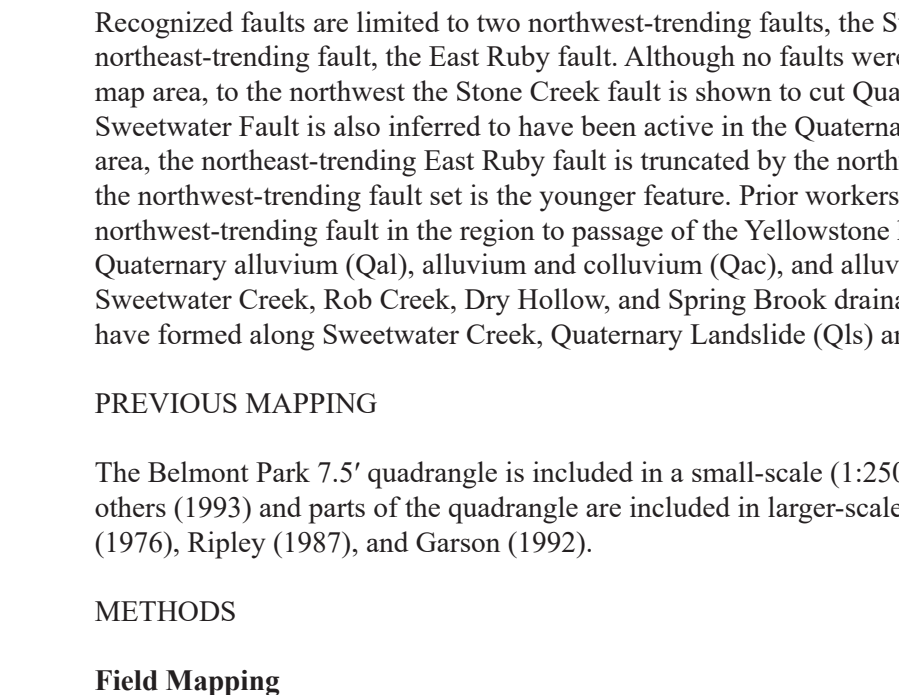 Recognized faults are limited to two northwest-trending faults, the
northeast-trending fault, the East Ruby fault. Although no faults were
map area, to the northwest the Stone Creek fault is shown to cut
Sweetwater Fault is also inferred to have been active in the
area, the northeast-trending East Ruby fault is truncated by the
the northwest-trending fault set is the younger feature. Prior workers
northwest-trending fault in the region to passage of the Yellowstone
Quaternary alluvium (Qal), alluvium and colluvium (Qac), and
Sweetwater Creek, Rob Creek, Dry Hollow, and Spring Brook
have formed along Sweetwater Creek, Quaternary Landslide (Qls)
PREVIOUS MAPPING
The Belmont Park 7.5′ quadrangle is included in a small-scale
others (1993) and parts of the quadrangle are included in larger-scale
(1976), Ripley (1987), and Garson (1992).
METHODS
Field Mapping